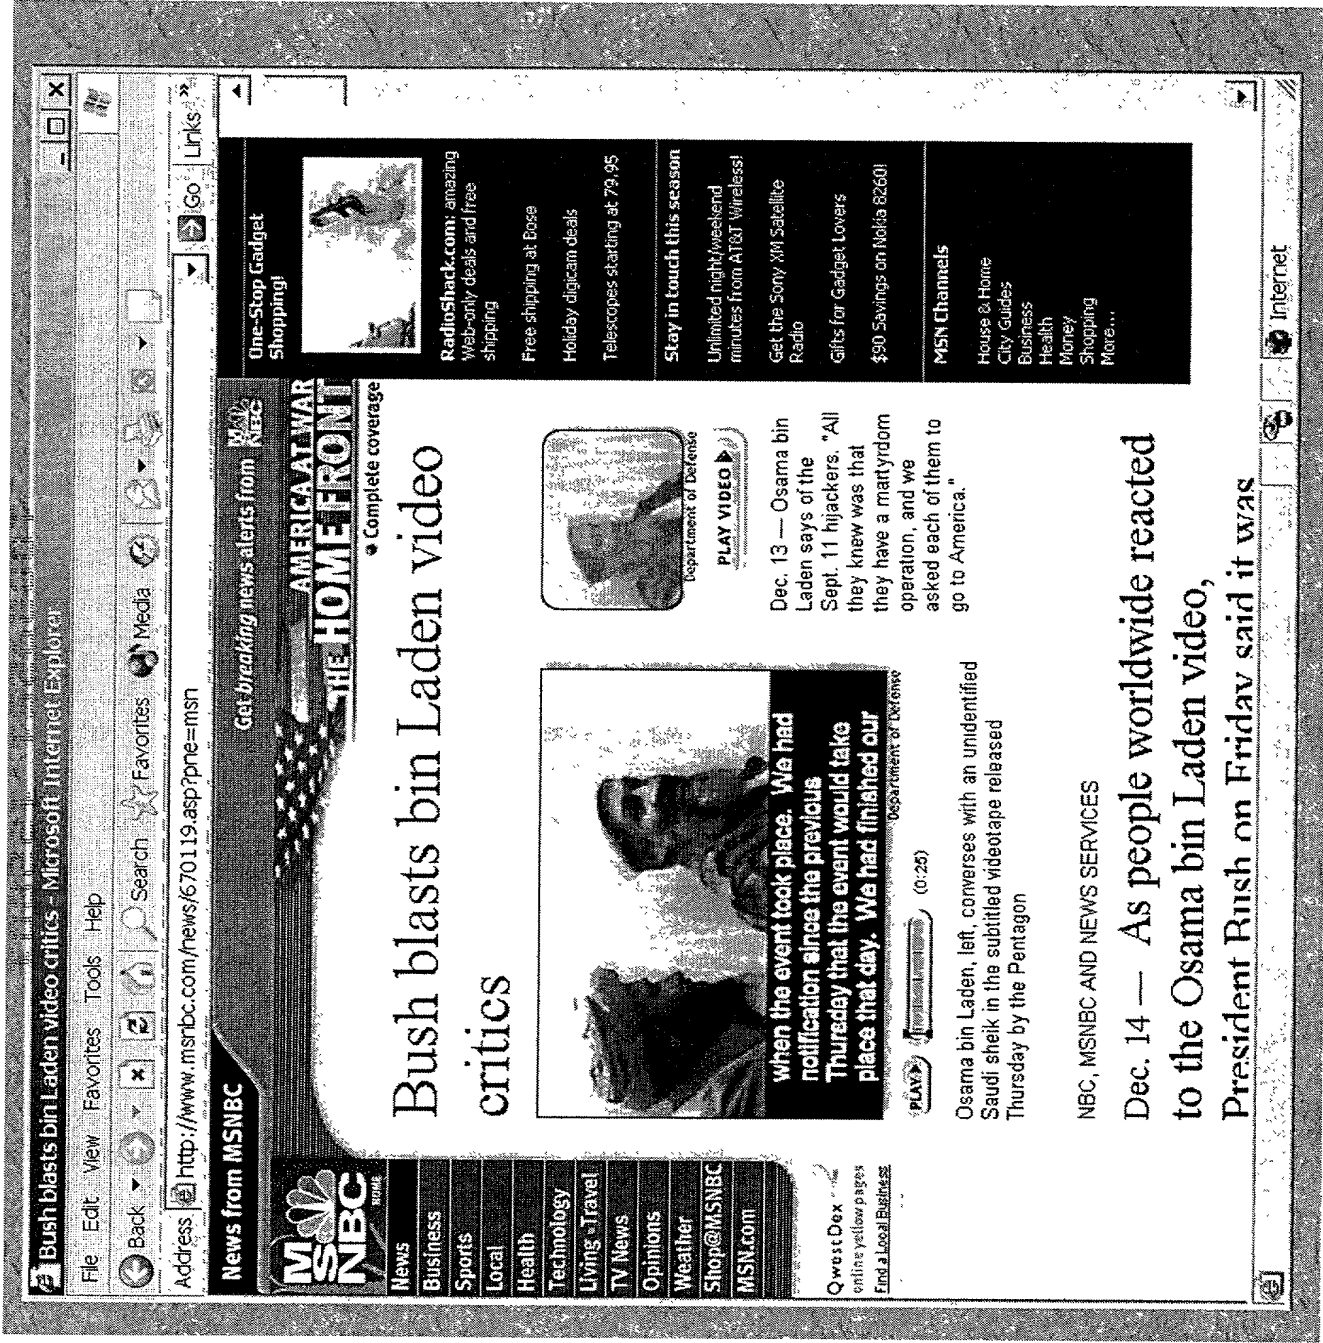 Bush blasts bin Laden video critics - Microsoft Internet Explorer
File Edit View Favorites Tools Help
Back Search Favorites Media
Address http://www.msnbc.com/news/670119.asp?pne=msn Go Links »
News from MSNBC
Get breaking news alerts from MSNBC
MSNBC HOME
AMERICA AT WAR
THE HOME FRONT
Complete coverage
News
Business
Sports
Local
Health
Technology
Living - Travel
TV News
Opinions
Weather
Shop@MSNBC
MSN.com
QwestDex
online yellow pages
Find a Local Business
Bush blasts bin Laden video
critics
when the event took place. We had
notification since the previous
Thursday that the event would take
place that day. We had finished our
Department of Defense
PLAY (0:25)
Osama bin Laden, left, converses with an unidentified
Saudi sheik in the subtitled videotape released
Thursday by the Pentagon
Department of Defense
PLAY VIDEO
Dec. 13 — Osama bin
Laden says of the
Sept. 11 hijackers. "All
they knew was that
they have a martyrdom
operation, and we
asked each of them to
go to America."
NBC, MSNBC AND NEWS SERVICES
Dec. 14 — As people worldwide reacted
to the Osama bin Laden video,
President Bush on Friday said it was
One-Stop Gadget
Shopping!
RadioShack.com: amazing
Web-only deals and free
shipping
Free shipping at Bose
Holiday digicam deals
Telescopes starting at 79.95
Stay in touch this season
Unlimited night/weekend
minutes from AT&T Wireless!
Get the Sony XM Satellite
Radio
Gifts for Gadget Lovers
$90 Savings on Nokia 8260!
MSN Channels
House & Home
City Guides
Business
Health
Money
Shopping
More...
Internet